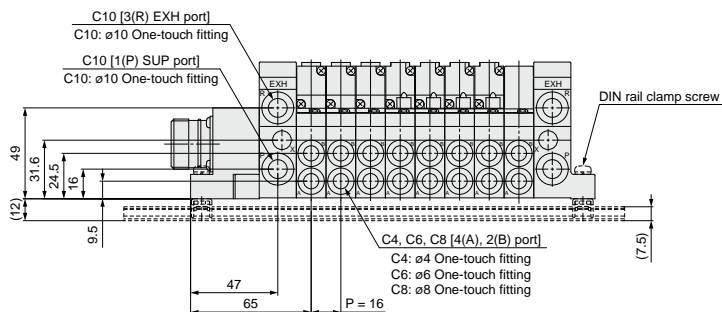 C10 [3(R) EXH port]
C10: ø10 One-touch fitting
C10 [1(P) SUP port]
C10: ø10 One-touch fitting
EXH
EXH
R
R
DIN rail clamp screw
X
X
P
P
B B B B B B B B
A A A A A A A A
49
31.6
24.5
16
(12)
9.5
(7.5)
C4, C6, C8 [4(A), 2(B) port]
C4: ø4 One-touch fitting
C6: ø6 One-touch fitting
C8: ø8 One-touch fitting
47
65
P = 16